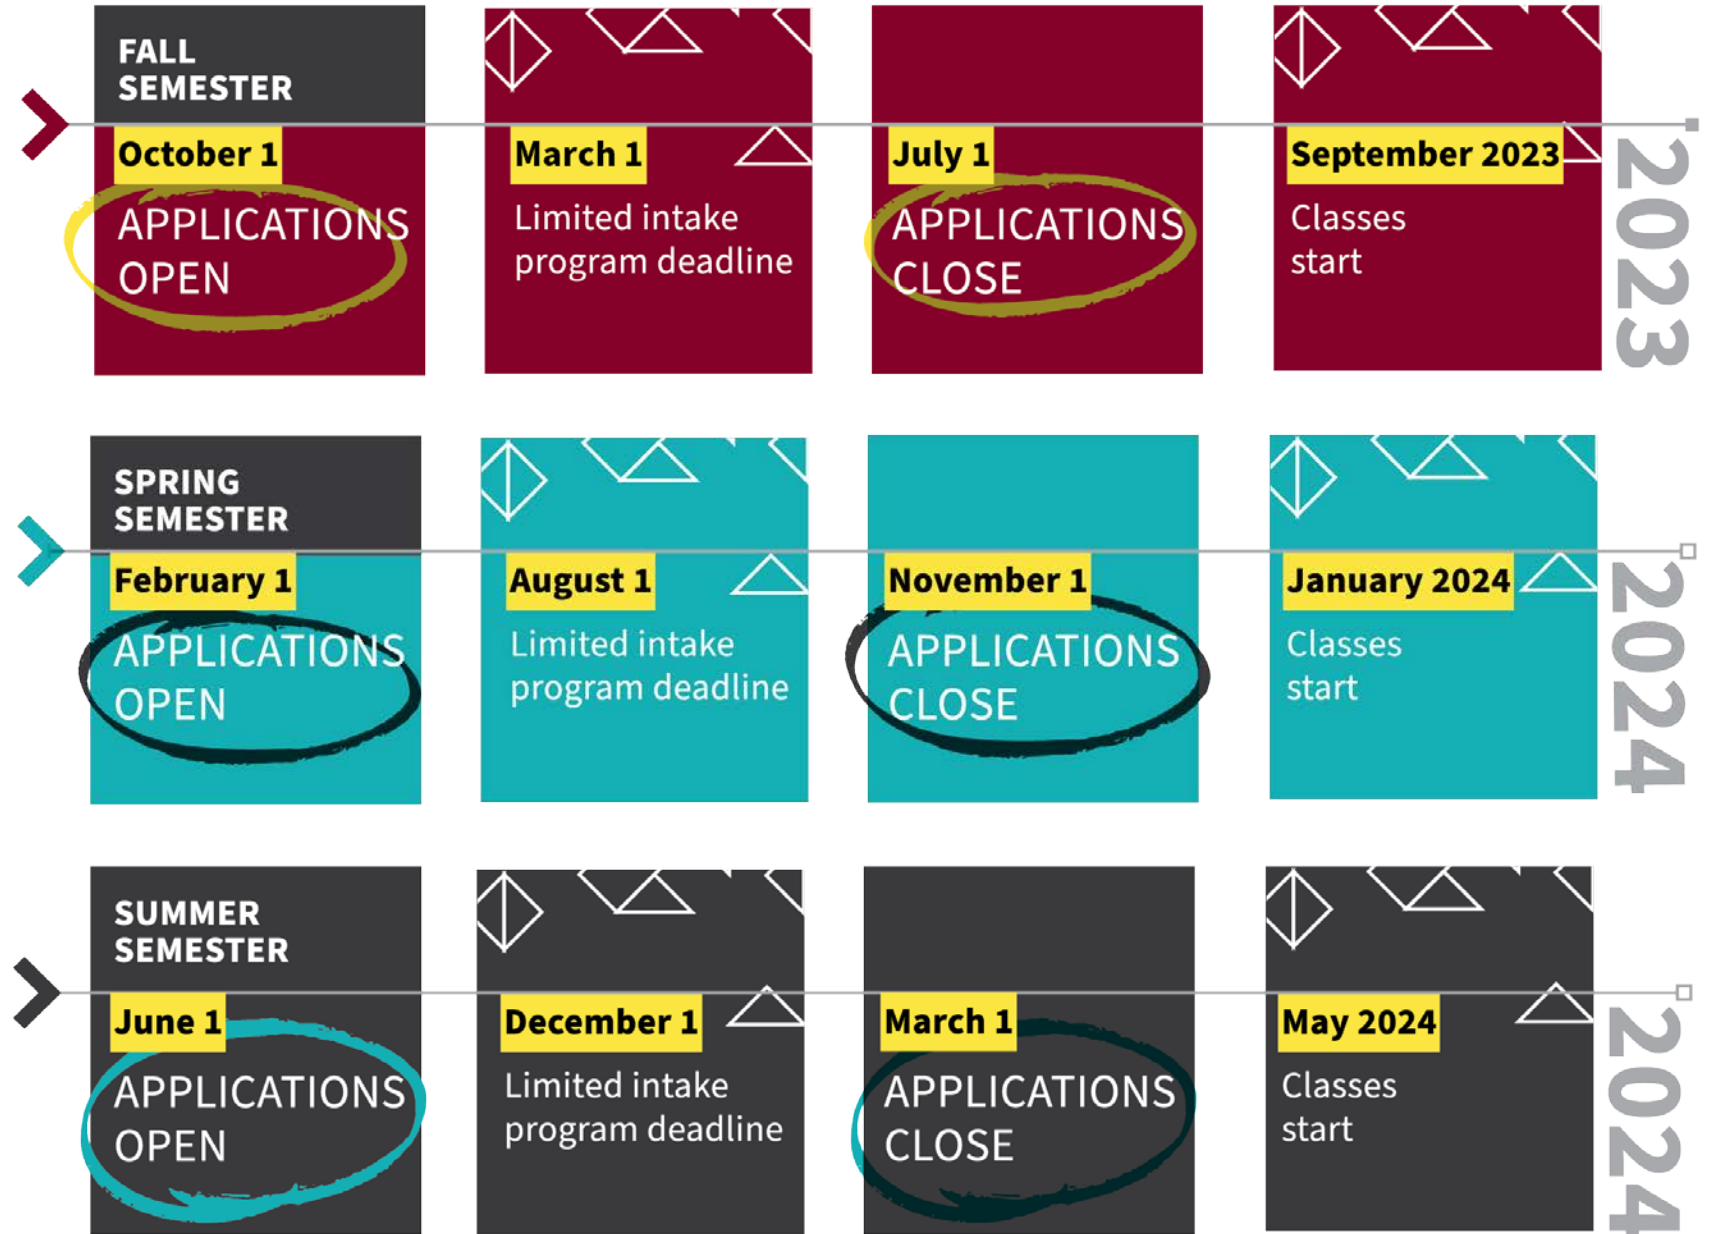 FALL
SEMESTER
October 1
APPLICATIONS
OPEN
March 1
Limited intake
program deadline
July 1
APPLICATIONS
CLOSE
September 2023
Classes
start
2023
SPRING
SEMESTER
February 1
APPLICATIONS
OPEN
August 1
Limited intake
program deadline
November 1
APPLICATIONS
CLOSE
January 2024
Classes
start
2024
SUMMER
SEMESTER
June 1
APPLICATIONS
OPEN
December 1
Limited intake
program deadline
March 1
APPLICATIONS
CLOSE
May 2024
Classes
start
2024